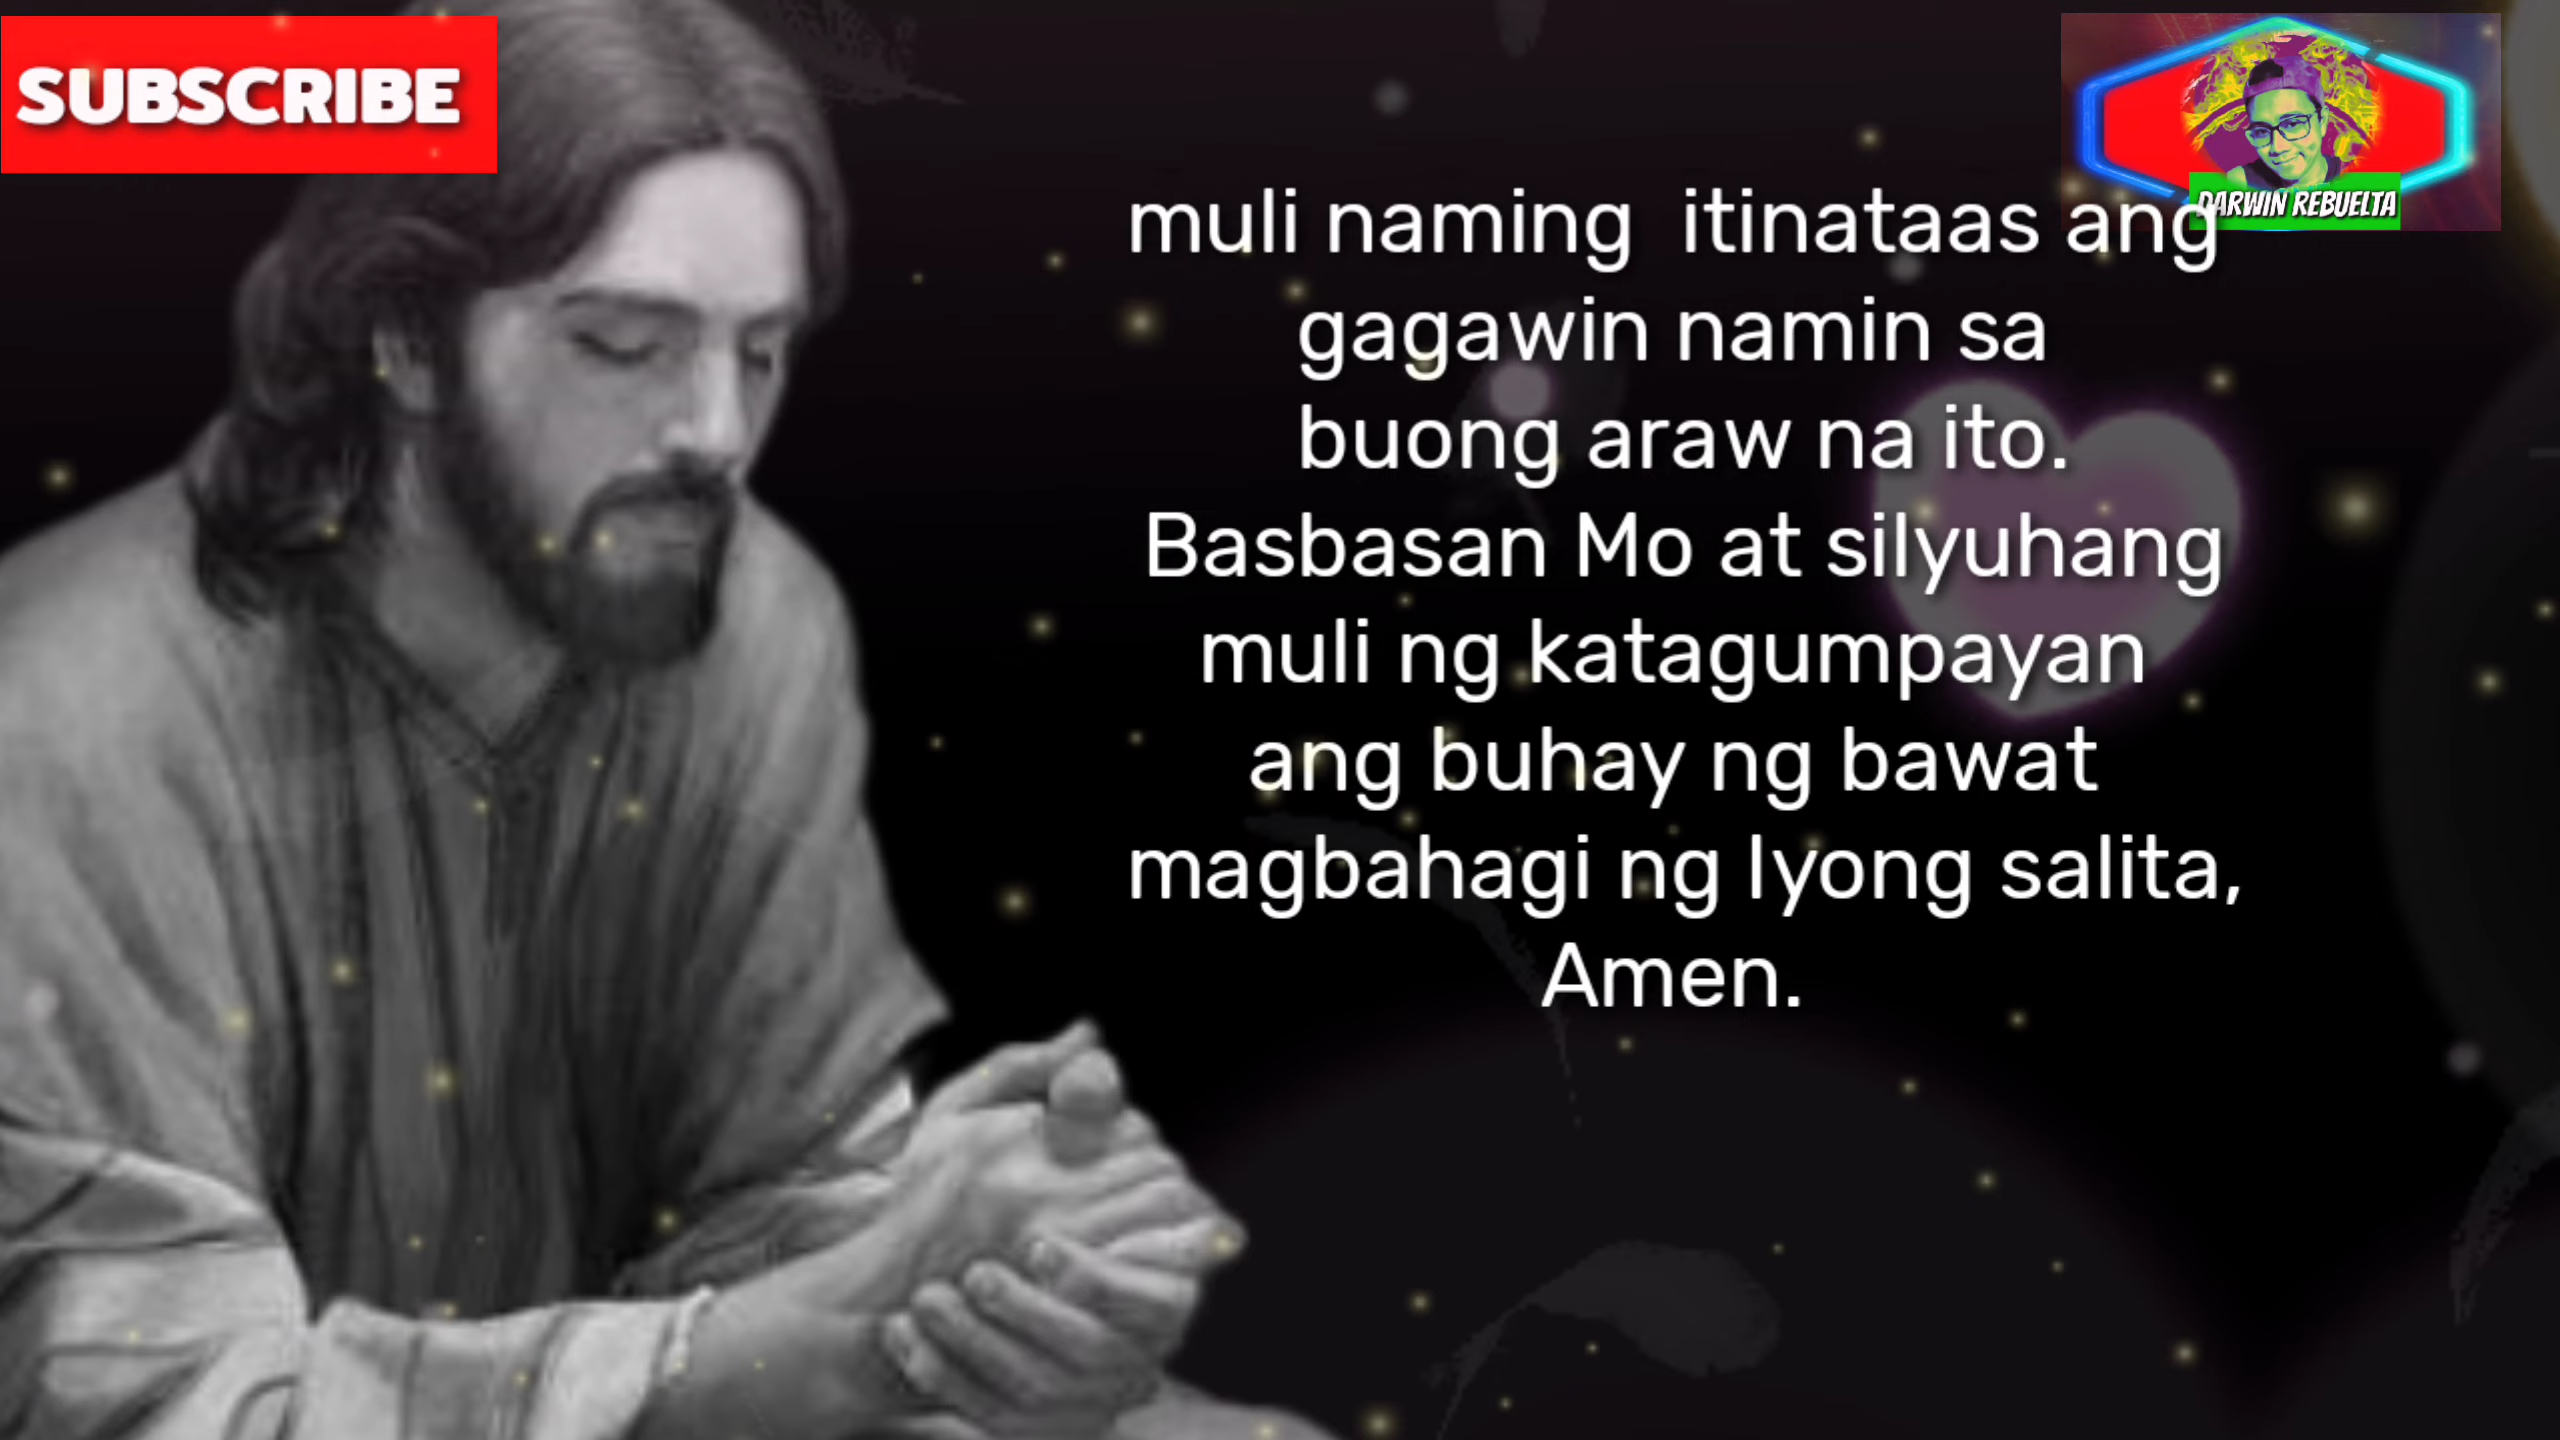 SUBSCRIBE
DARWIN REBUELTA
muli naming itinataas ang
gagawin namin sa
buong araw na ito.
Basbasan Mo at silyuhang
muli ng katagumpayan
ang buhay ng bawat
magbahagi ng Iyong salita,
Amen.